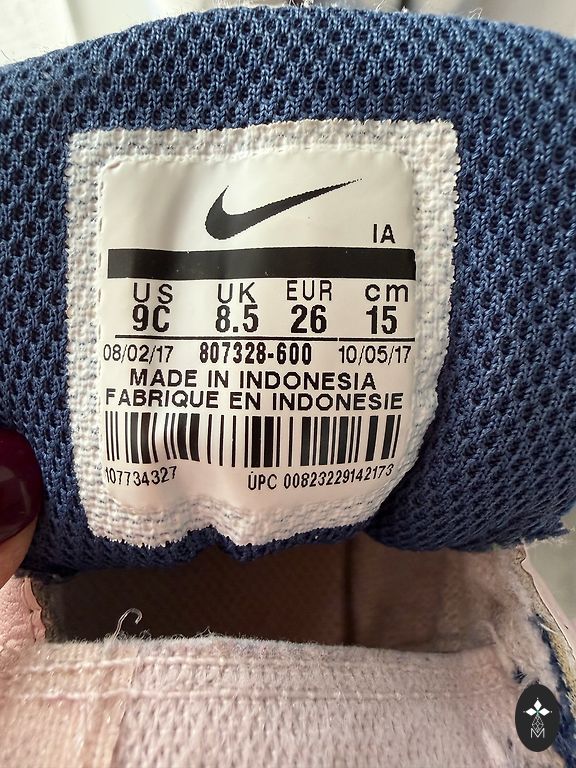 IA
US UK EUR cm
9C 8.5 26 15
08/02/17 807328-600 10/05/17
MADE IN INDONESIA
FABRIQUE EN INDONESIE
107734327 UPC 00823229142173